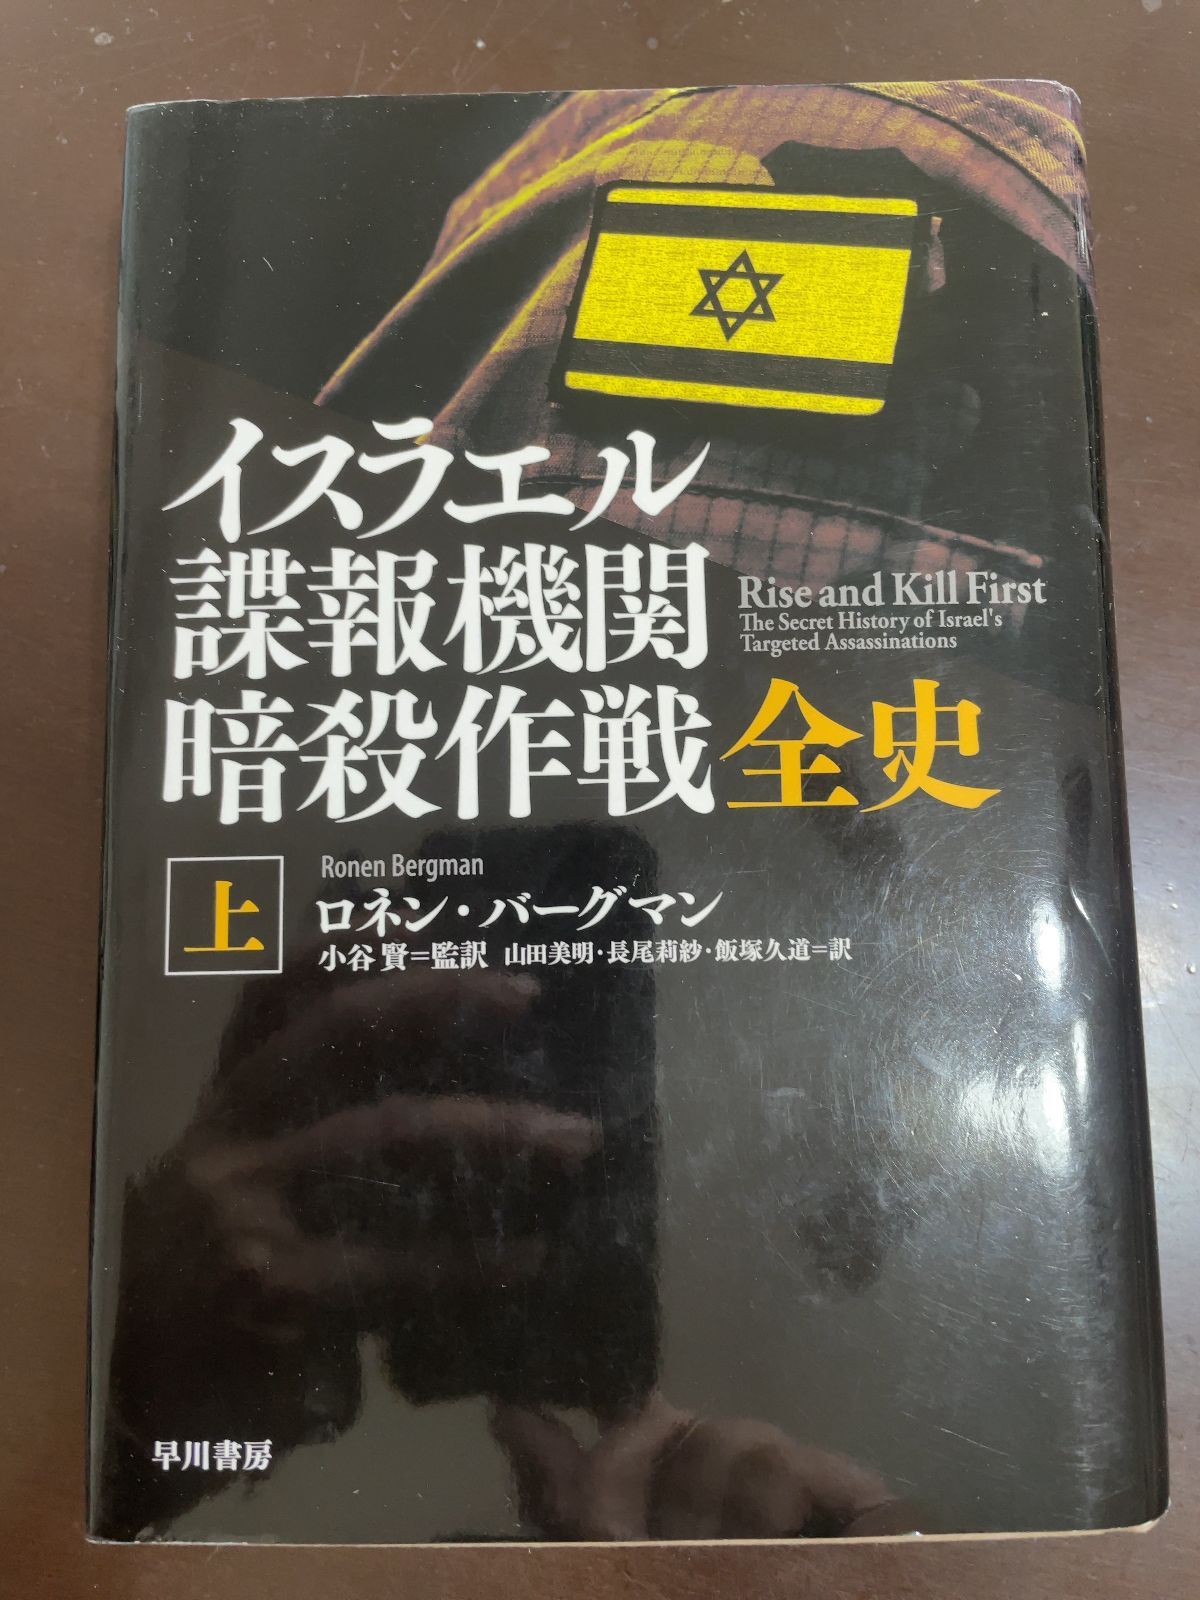 イスラエル
諜報機関
Rise and Kill First
The Secret History of Israel's
Targeted Assassinations
暗殺作戦 全史
上
Ronen Bergman
ロネン・バーグマン
小谷 賢=監訳 山田美明・長尾莉紗・飯塚久道=訳
早川書房